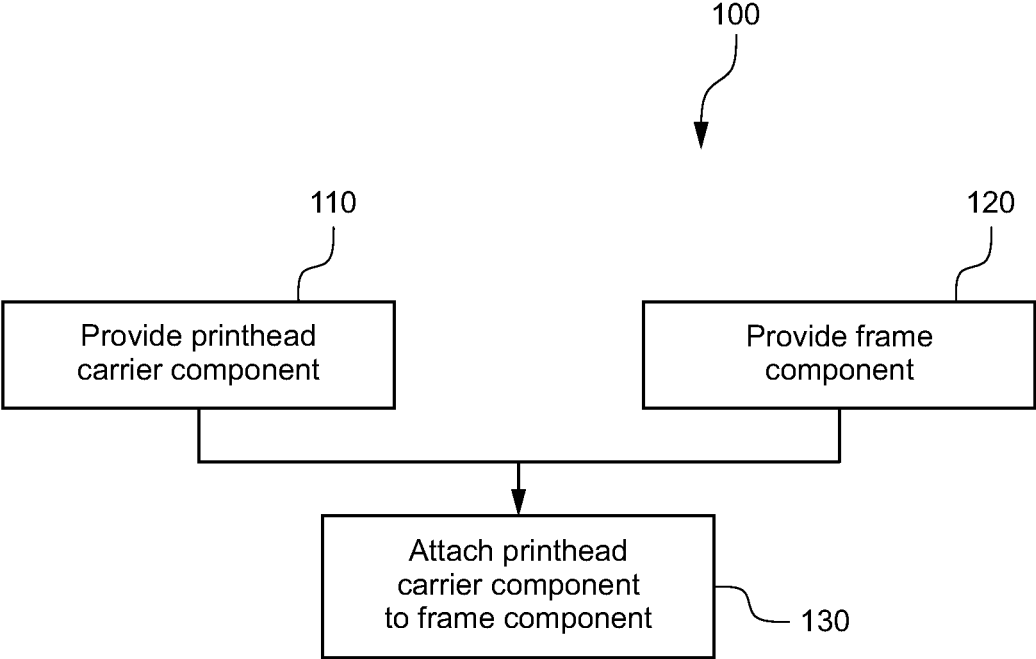 100
110
120
Provide printhead
carrier component
Provide frame
component
Attach printhead
carrier component
to frame component
130